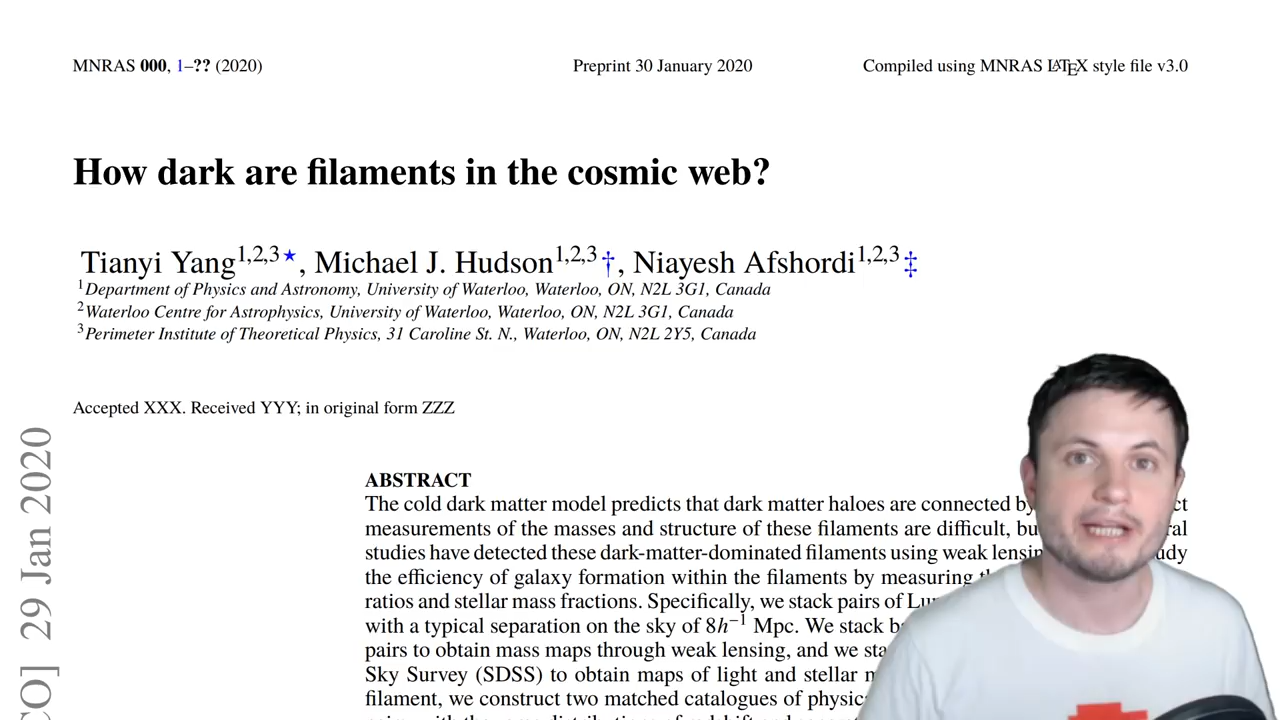 MNRAS 000, 1–?? (2020) Preprint 30 January 2020 Compiled using MNRAS LATEX style file v3.0
How dark are filaments in the cosmic web?
Tianyi Yang1,2,3⋆, Michael J. Hudson1,2,3†, Niayesh Afshordi1,2,3‡
1Department of Physics and Astronomy, University of Waterloo, Waterloo, ON, N2L 3G1, Canada
2Waterloo Centre for Astrophysics, University of Waterloo, Waterloo, ON, N2L 3G1, Canada
3Perimeter Institute of Theoretical Physics, 31 Caroline St. N., Waterloo, ON, N2L 2Y5, Canada
Accepted XXX. Received YYY; in original form ZZZ
CO] 29 Jan 2020
ABSTRACT
The cold dark matter model predicts that dark matter haloes are connected by
measurements of the masses and structure of these filaments are difficult,
studies have detected these dark-matter-dominated filaments using weak
the efficiency of galaxy formation within the filaments by measuring
ratios and stellar mass fractions. Specifically, we stack pairs of
with a typical separation on the sky of 8h−1 Mpc. We stack
pairs to obtain mass maps through weak lensing, and we
Sky Survey (SDSS) to obtain maps of light and stellar
filament, we construct two matched catalogues of